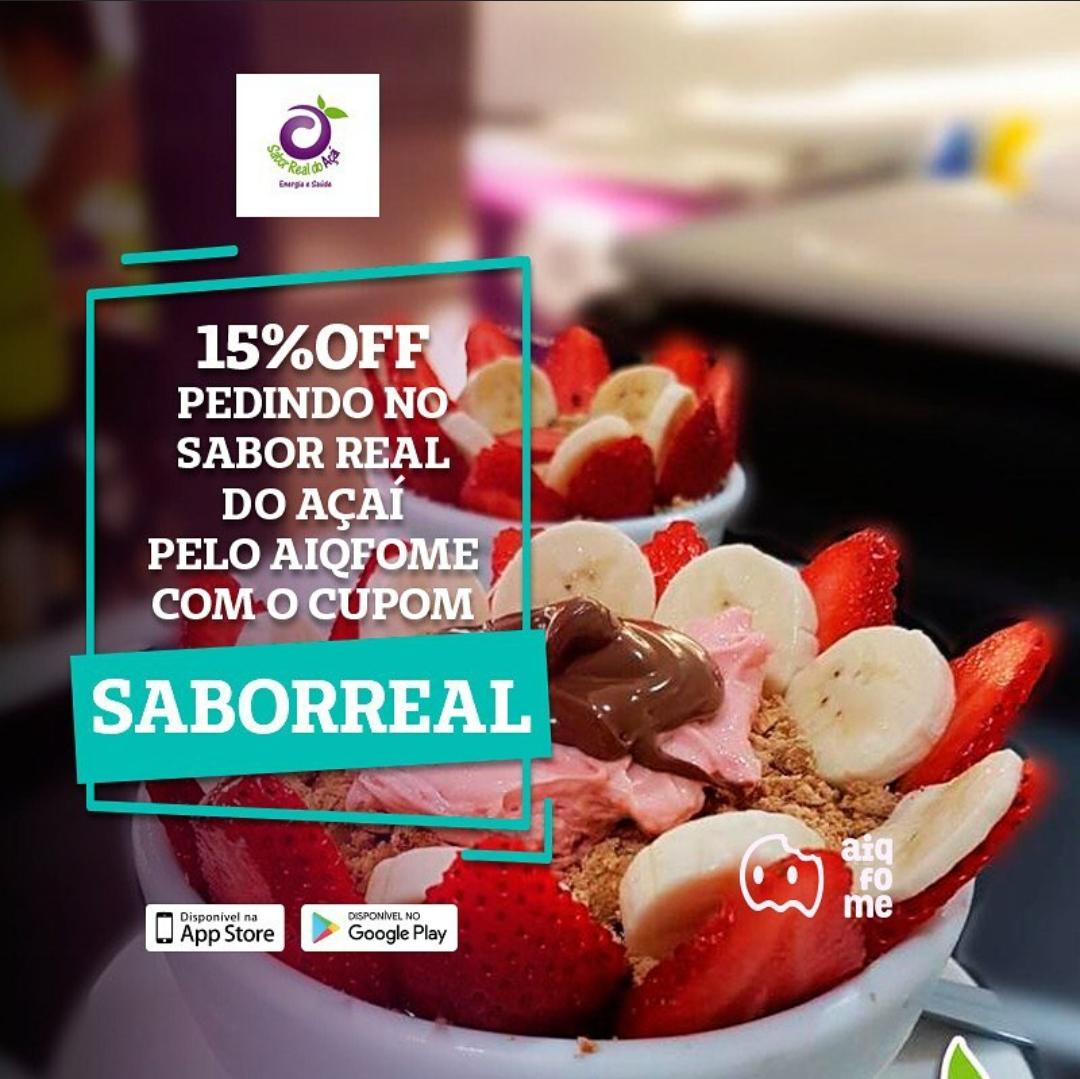 Sabor Real do Açaí
Energia e Saúde
15%OFF
PEDINDO NO
SABOR REAL
DO AÇAÍ
PELO AIQFOME
COM O CUPOM
SABORREAL
aiq
fo
me
Disponível na
App Store
DISPONÍVEL NO
Google Play